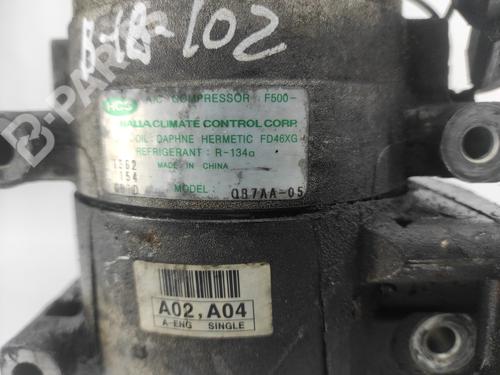 B-18-102
HCC A/C COMPRESSOR F500-
HALLA CLIMATE CONTROL CORP.
OIL: DAPHNE HERMETIC FD46XG
REFRIGERANT : R-134a
MADE IN CHINA
154
MODEL : QB7AA-05
A02,A04
A-ENG SINGLE
B-PARTS